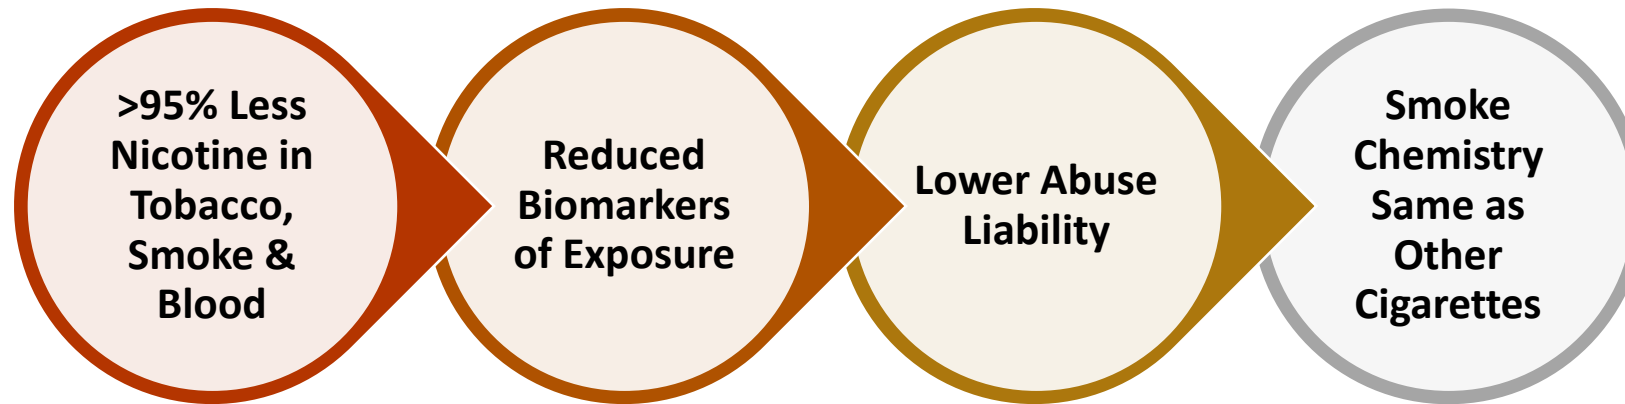 >95% Less
Nicotine in
Tobacco,
Smoke &
Blood
Reduced
Biomarkers
of Exposure
Lower Abuse
Liability
Smoke
Chemistry
Same as
Other
Cigarettes